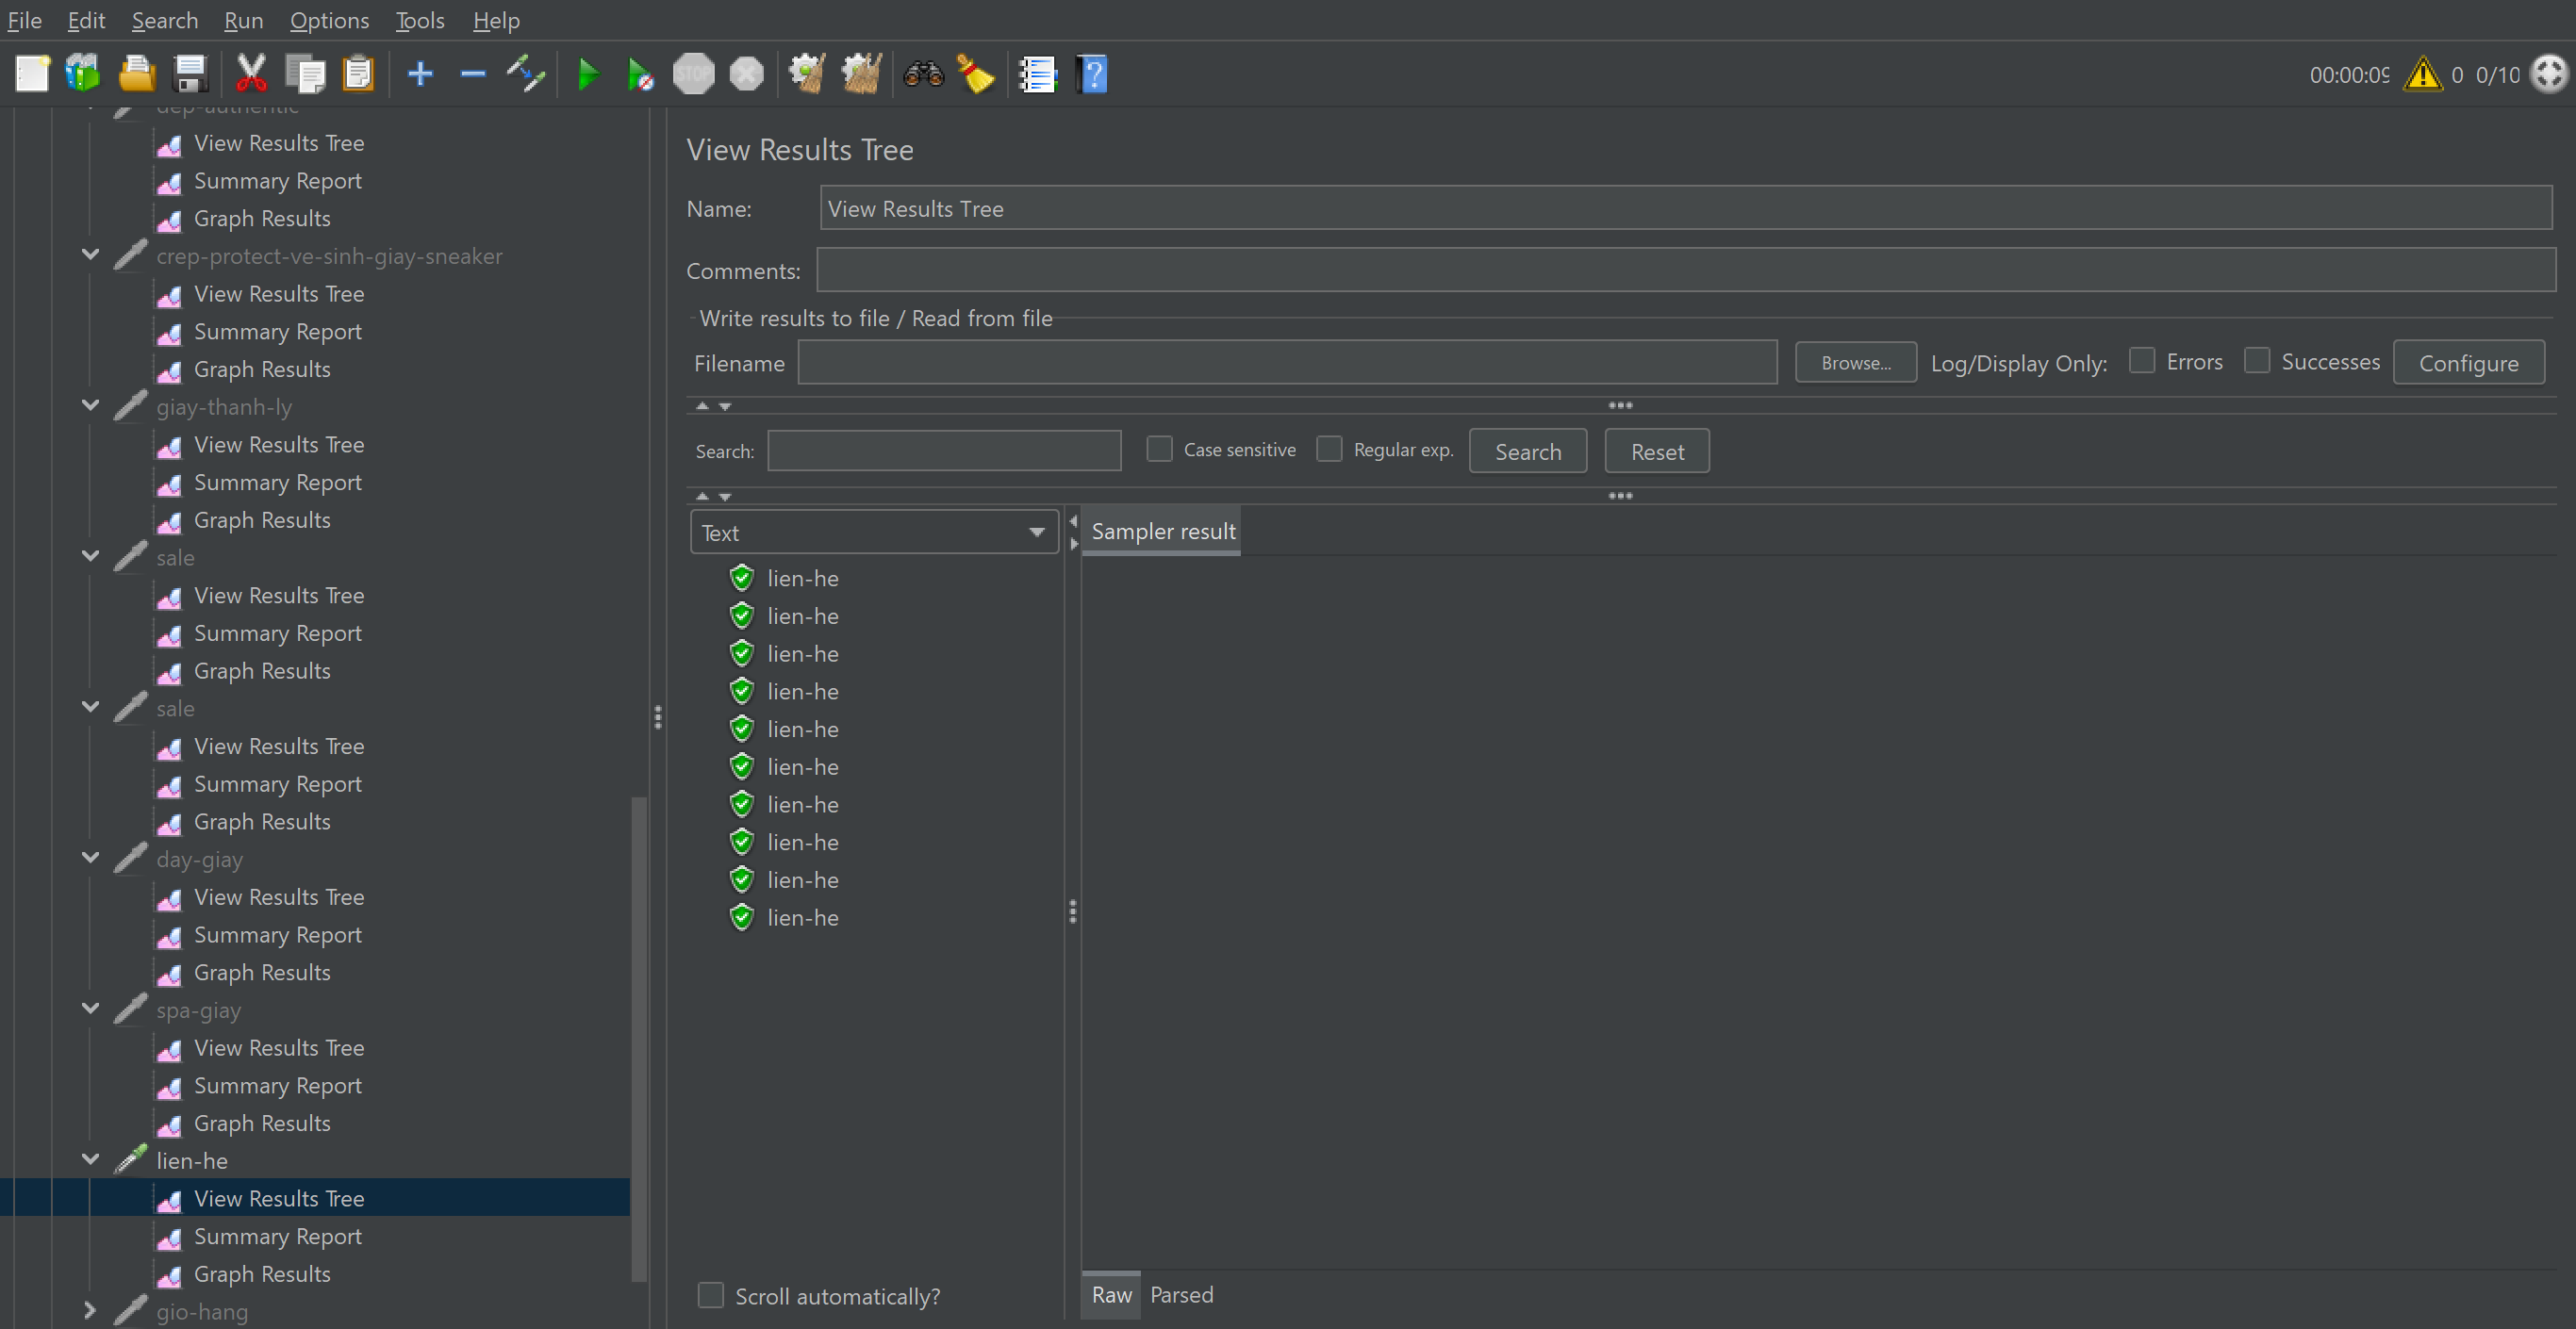 File Edit Search Run Options Tools Help
STOP
00:00:09 0 0/10
dep-authentic
View Results Tree
Summary Report
Graph Results
crep-protect-ve-sinh-giay-sneaker
View Results Tree
Summary Report
Graph Results
giay-thanh-ly
View Results Tree
Summary Report
Graph Results
sale
View Results Tree
Summary Report
Graph Results
sale
View Results Tree
Summary Report
Graph Results
day-giay
View Results Tree
Summary Report
Graph Results
spa-giay
View Results Tree
Summary Report
Graph Results
lien-he
View Results Tree
Summary Report
Graph Results
gio-hang
View Results Tree
Name: View Results Tree
Comments:
Write results to file / Read from file
Filename Browse... Log/Display Only: Errors Successes Configure
Search: Case sensitive Regular exp. Search Reset
Text
Sampler result
lien-he
lien-he
lien-he
lien-he
lien-he
lien-he
lien-he
lien-he
lien-he
lien-he
Scroll automatically?
Raw Parsed